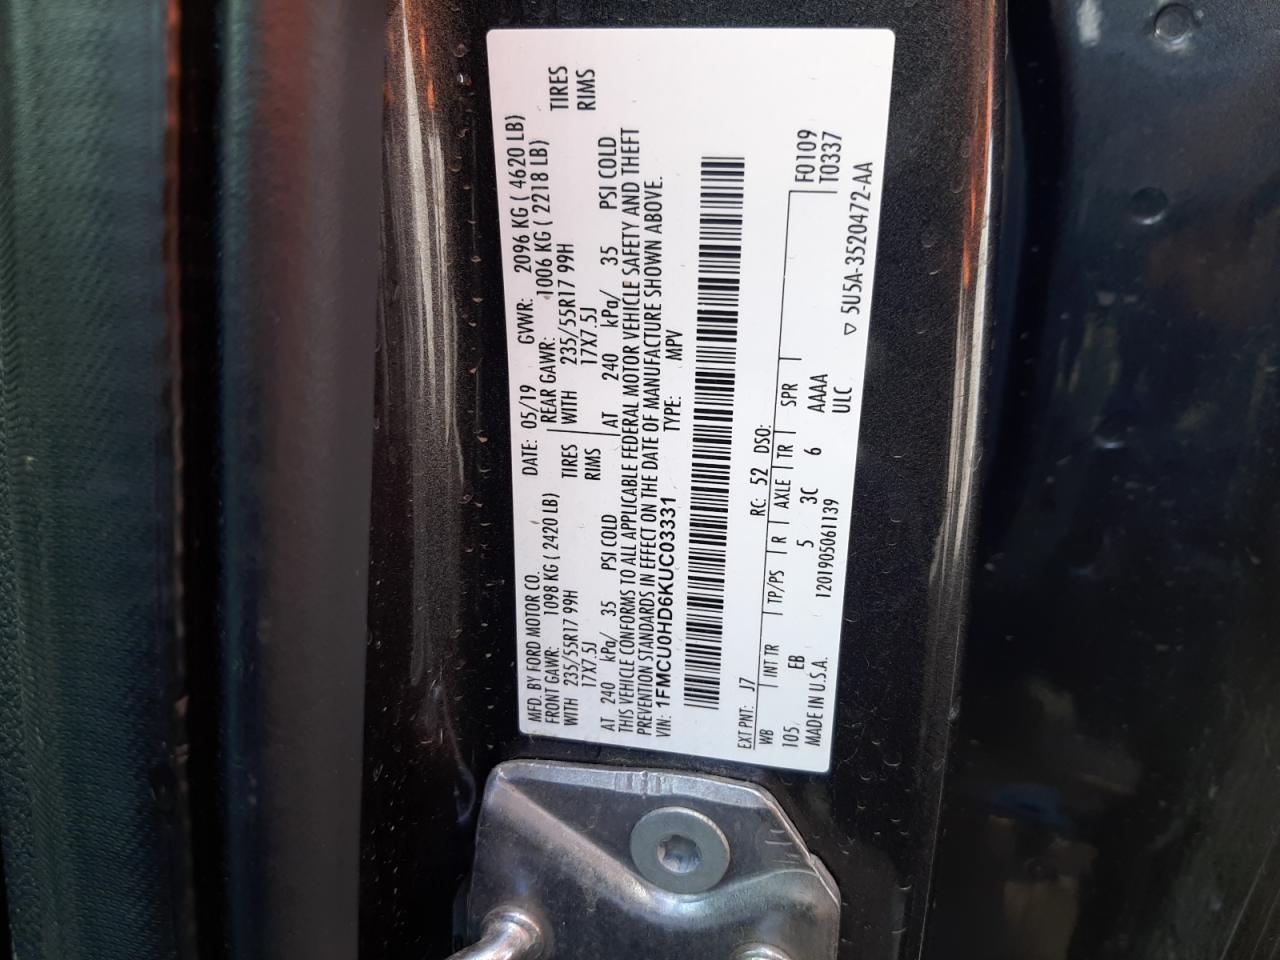 MFD. BY FORD MOTOR CO.
DATE: 05/19 GVWR: 2096 KG ( 4620 LB)
FRONT GAWR: 1098 KG ( 2420 LB)
REAR GAWR: 1006 KG ( 2218 LB)
WITH 235/55R17 99H TIRES
WITH 235/55R17 99H TIRES
17X7.5J RIMS
17X7.5J RIMS
AT 240 kPa/ 35 PSI COLD
AT 240 kPa/ 35 PSI COLD
THIS VEHICLE CONFORMS TO ALL APPLICABLE FEDERAL MOTOR VEHICLE SAFETY AND THEFT
PREVENTION STANDARDS IN EFFECT ON THE DATE OF MANUFACTURE SHOWN ABOVE.
VIN: 1FMCU0HD6KUC03331 TYPE: MPV
EXT PNT: J7 RC: 52 DSO:
WB INT TR TP/PS R AXLE TR SPR F0109
105 EB 5 3C 6 AAAA T0337
MADE IN U.S.A. 1201905061139 ULC
▽ 5U5A-3520472-AA